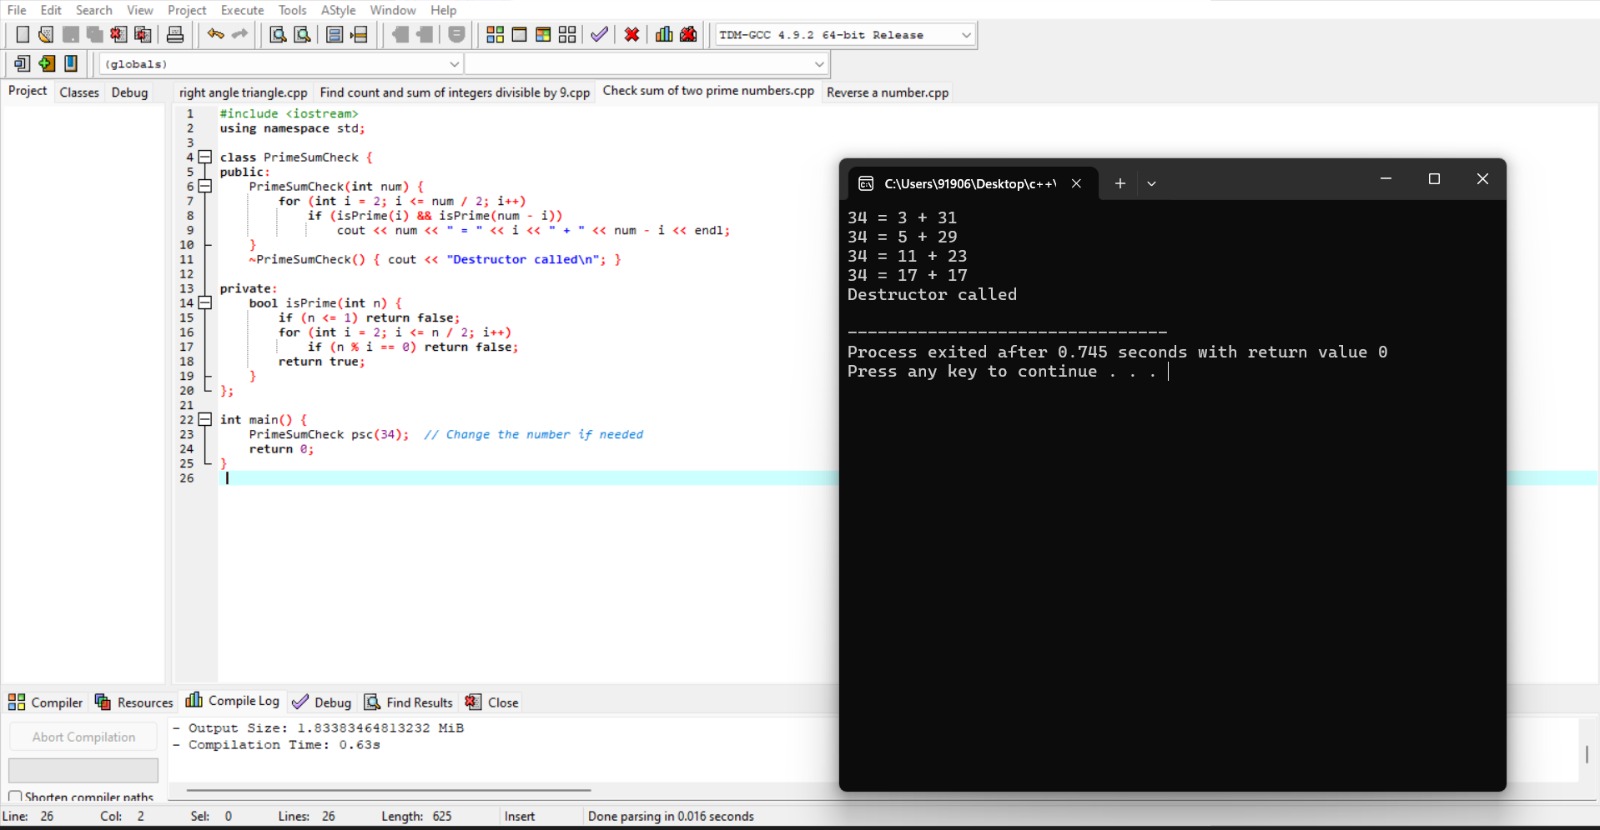 File Edit Search View Project Execute Tools AStyle Window Help
TDM-GCC 4.9.2 64-bit Release
(globals)
Project Classes Debug
right angle triangle.cpp Find count and sum of integers divisible by 9.cpp Check sum of two prime numbers.cpp Reverse a number.cpp
1 #include <iostream>
2 using namespace std;
3
4 class PrimeSumCheck {
5 public:
6 PrimeSumCheck(int num) {
7 for (int i = 2; i <= num / 2; i++)
8 if (isPrime(i) && isPrime(num - i))
9 cout << num << " = " << i << " + " << num - i << endl;
10 }
11 ~PrimeSumCheck() { cout << "Destructor called\n"; }
12
13 private:
14 bool isPrime(int n) {
15 if (n <= 1) return false;
16 for (int i = 2; i <= n / 2; i++)
17 if (n % i == 0) return false;
18 return true;
19 }
20 };
21
22 int main() {
23 PrimeSumCheck psc(34); // Change the number if needed
24 return 0;
25 }
26
C:\Users\91906\Desktop\c++\
34 = 3 + 31
34 = 5 + 29
34 = 11 + 23
34 = 17 + 17
Destructor called
--------------------------------
Process exited after 0.745 seconds with return value 0
Press any key to continue . . .
Compiler Resources Compile Log Debug Find Results Close
Abort Compilation
Shorten compiler paths
- Output Size: 1.83383464813232 MiB
- Compilation Time: 0.63s
Line: 26 Col: 2 Sel: 0 Lines: 26 Length: 625 Insert Done parsing in 0.016 seconds